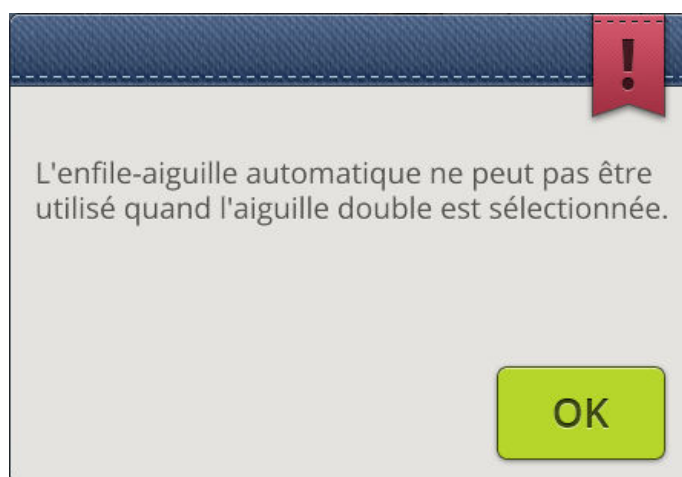 !
L'enfile-aiguille automatique ne peut pas être
utilisé quand l'aiguille double est sélectionnée.
OK